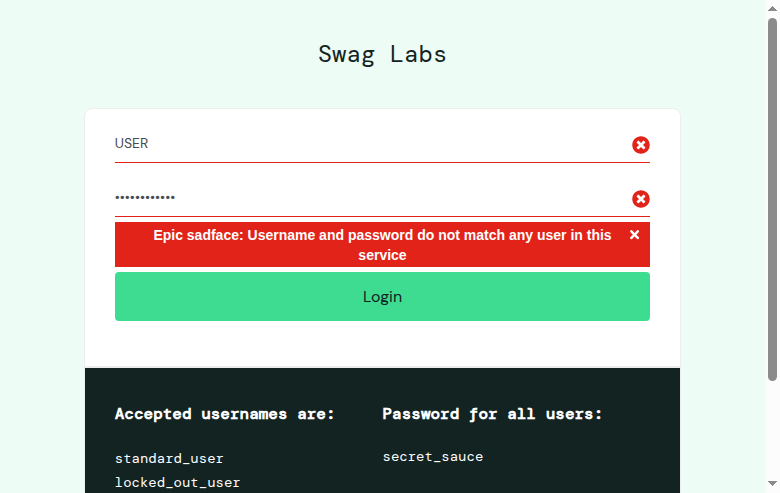 Swag Labs
USER
••••••••••••
Epic sadface: Username and password do not match any user in this
service
Login
Accepted usernames are:
standard_user
locked_out_user
Password for all users:
secret_sauce